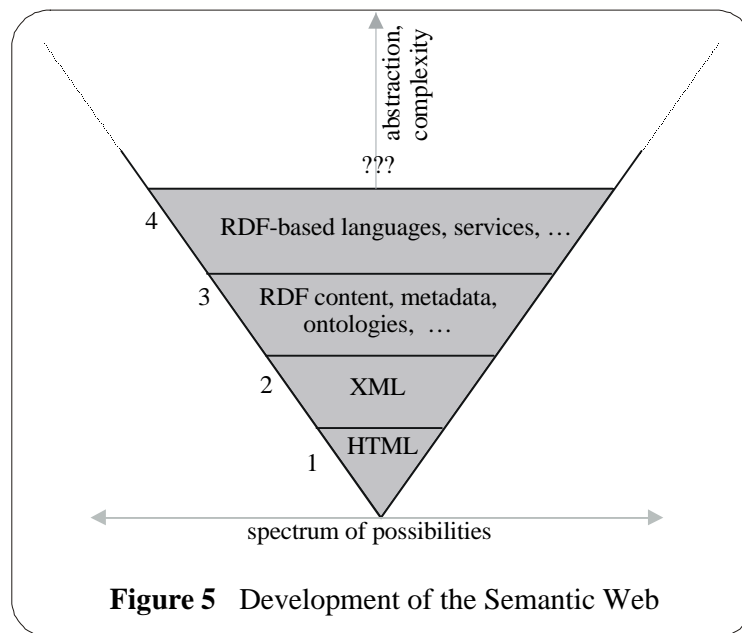 abstraction,
complexity
???
4
RDF-based languages, services, …
3
RDF content, metadata,
ontologies, …
2
XML
HTML
1
spectrum of possibilities
Figure 5 Development of the Semantic Web